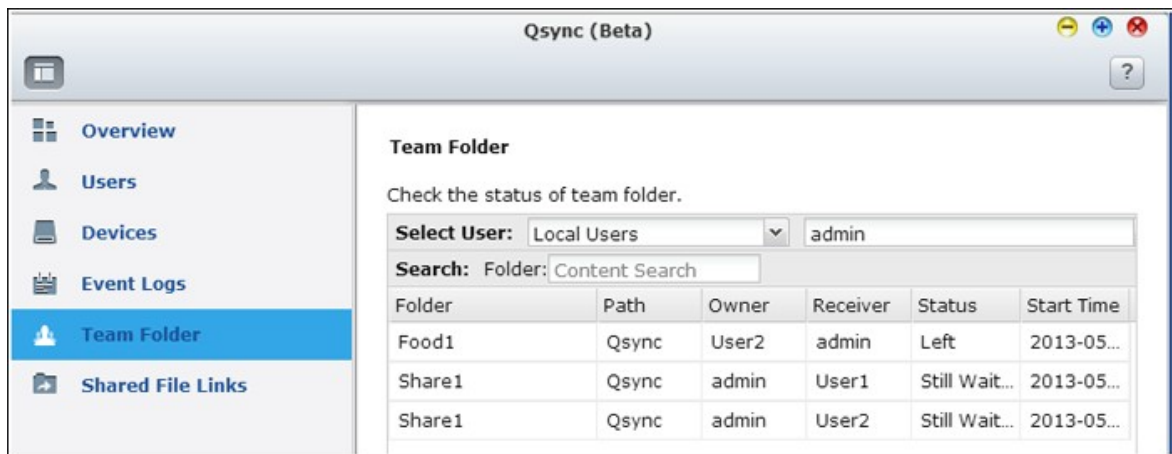 Qsync (Beta)
?
Overview
Users
Devices
Event Logs
Team Folder
Shared File Links
Team Folder
Check the status of team folder.
Select User: Local Users admin
Search: Folder: Content Search
Folder Path Owner Receiver Status Start Time
Food1 Qsync User2 admin Left 2013-05...
Share1 Qsync admin User1 Still Wait... 2013-05...
Share1 Qsync admin User2 Still Wait... 2013-05...